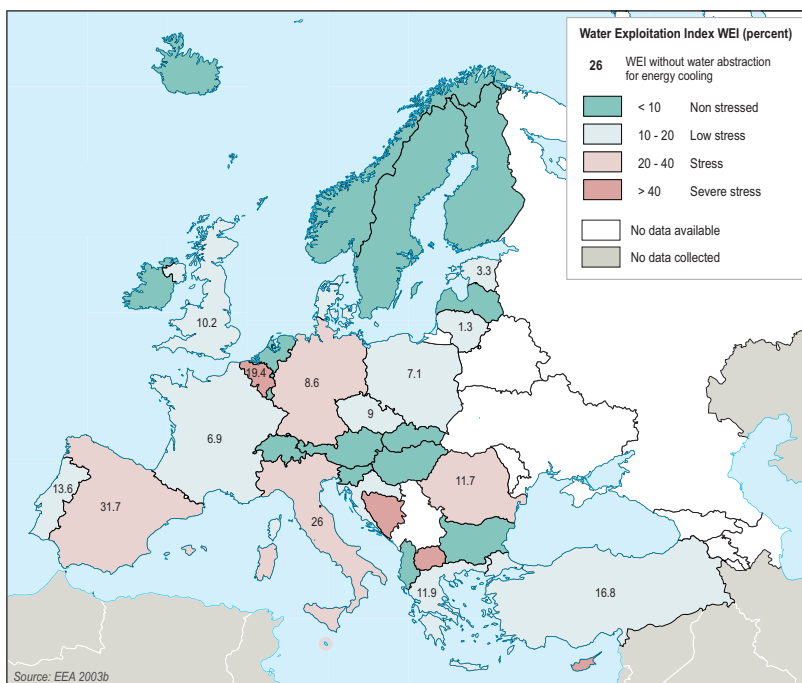 Water Exploitation Index WEI (percent)
26 WEI without water abstraction
for energy cooling
< 10 Non stressed
10 - 20 Low stress
20 - 40 Stress
> 40 Severe stress
No data available
No data collected
3.3
10.2
1.3
19.4
8.6
7.1
9
6.9
13.6
31.7
11.7
26
11.9
16.8
Source: EEA 2003b